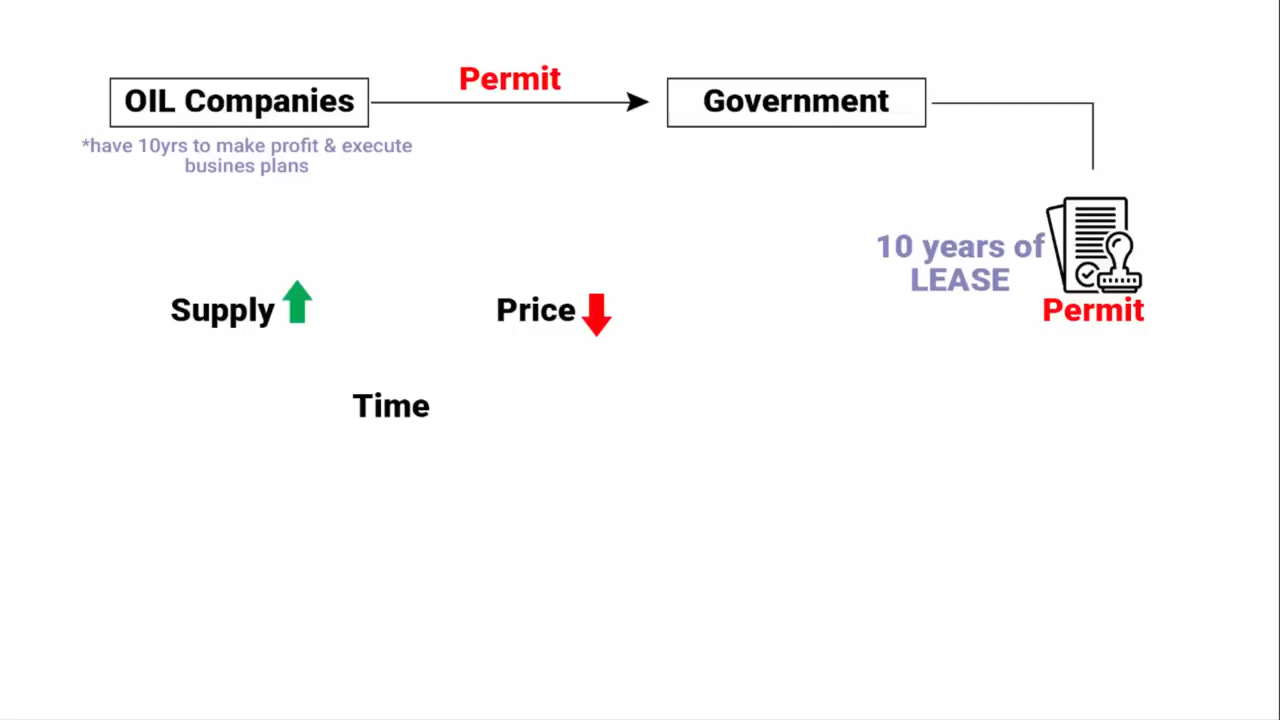 Permit
OIL Companies
Government
*have 10yrs to make profit & execute
busines plans
10 years of
LEASE
Permit
Supply
Price
Time